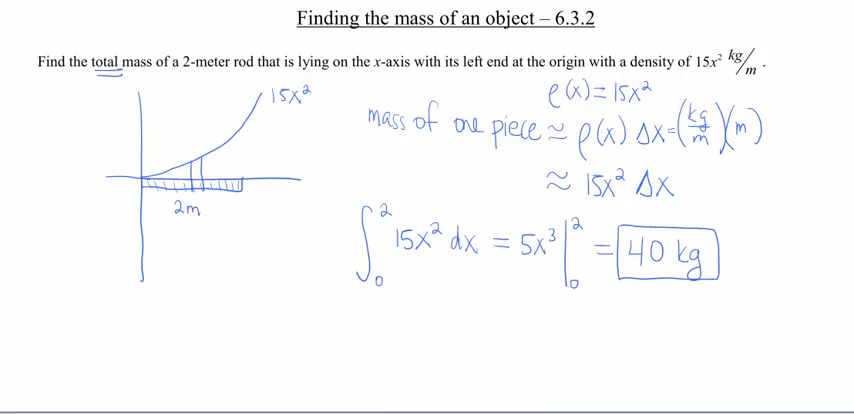 Finding the mass of an object – 6.3.2
Find the total mass of a 2-meter rod that is lying on the x-axis with its left end at the origin with a density of 15x² kg/m .
15x²
ρ(x)=15x²
mass of one piece ≈ ρ(x) Δx=(kg/m)(m)
≈ 15x² Δx
2m
∫₀² 15x² dx = 5x³|₀² = 40 kg